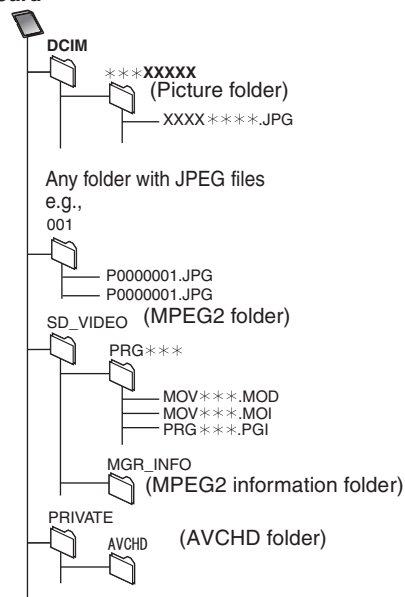 DCIM
✳✳✳XXXXX
(Picture folder)
XXXX✳✳✳✳.JPG
Any folder with JPEG files
e.g.,
001
P0000001.JPG
P0000001.JPG
SD_VIDEO (MPEG2 folder)
PRG✳✳✳
MOV✳✳✳.MOD
MOV✳✳✳.MOI
PRG✳✳✳.PGI
MGR_INFO
(MPEG2 information folder)
PRIVATE
AVCHD (AVCHD folder)